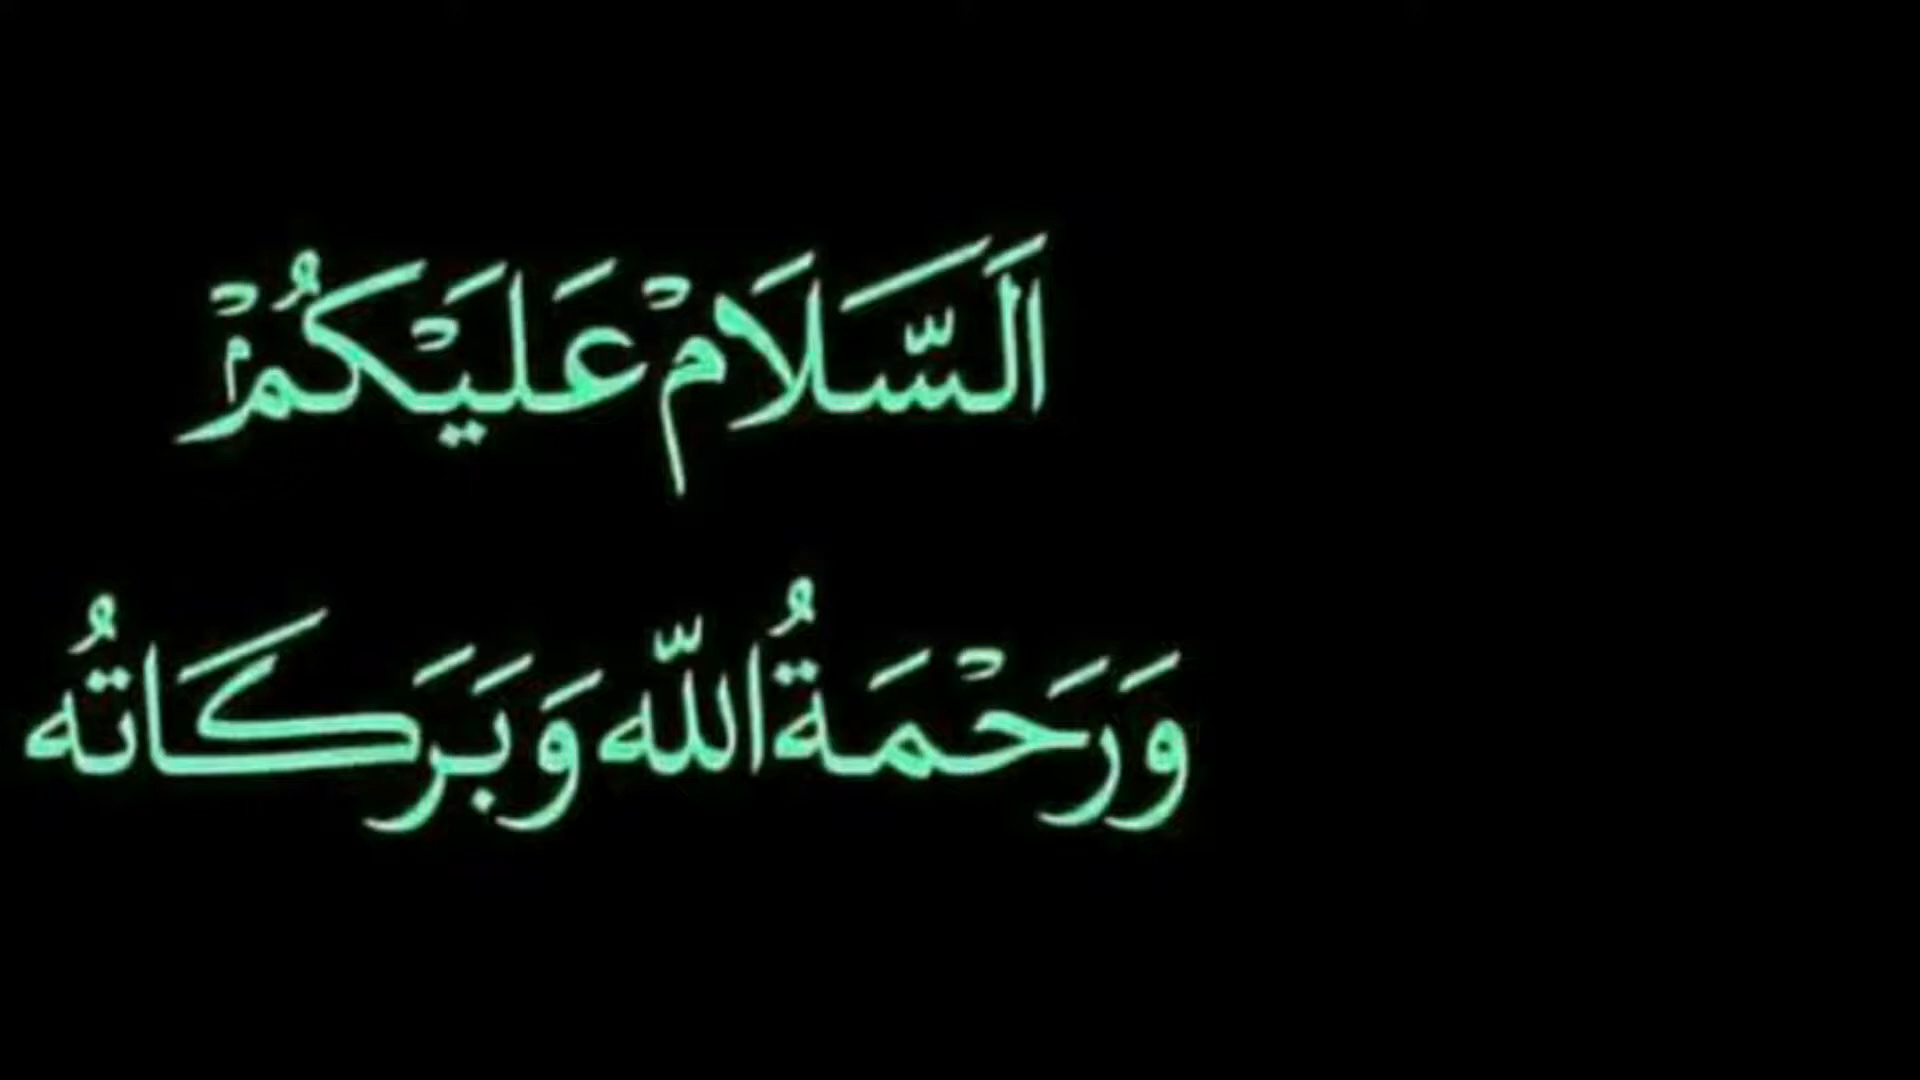 اَلسَّلَامْ عَلَيْكُمْ
وَرَحْمَةُ اللّه وَبَرَكَاتُه